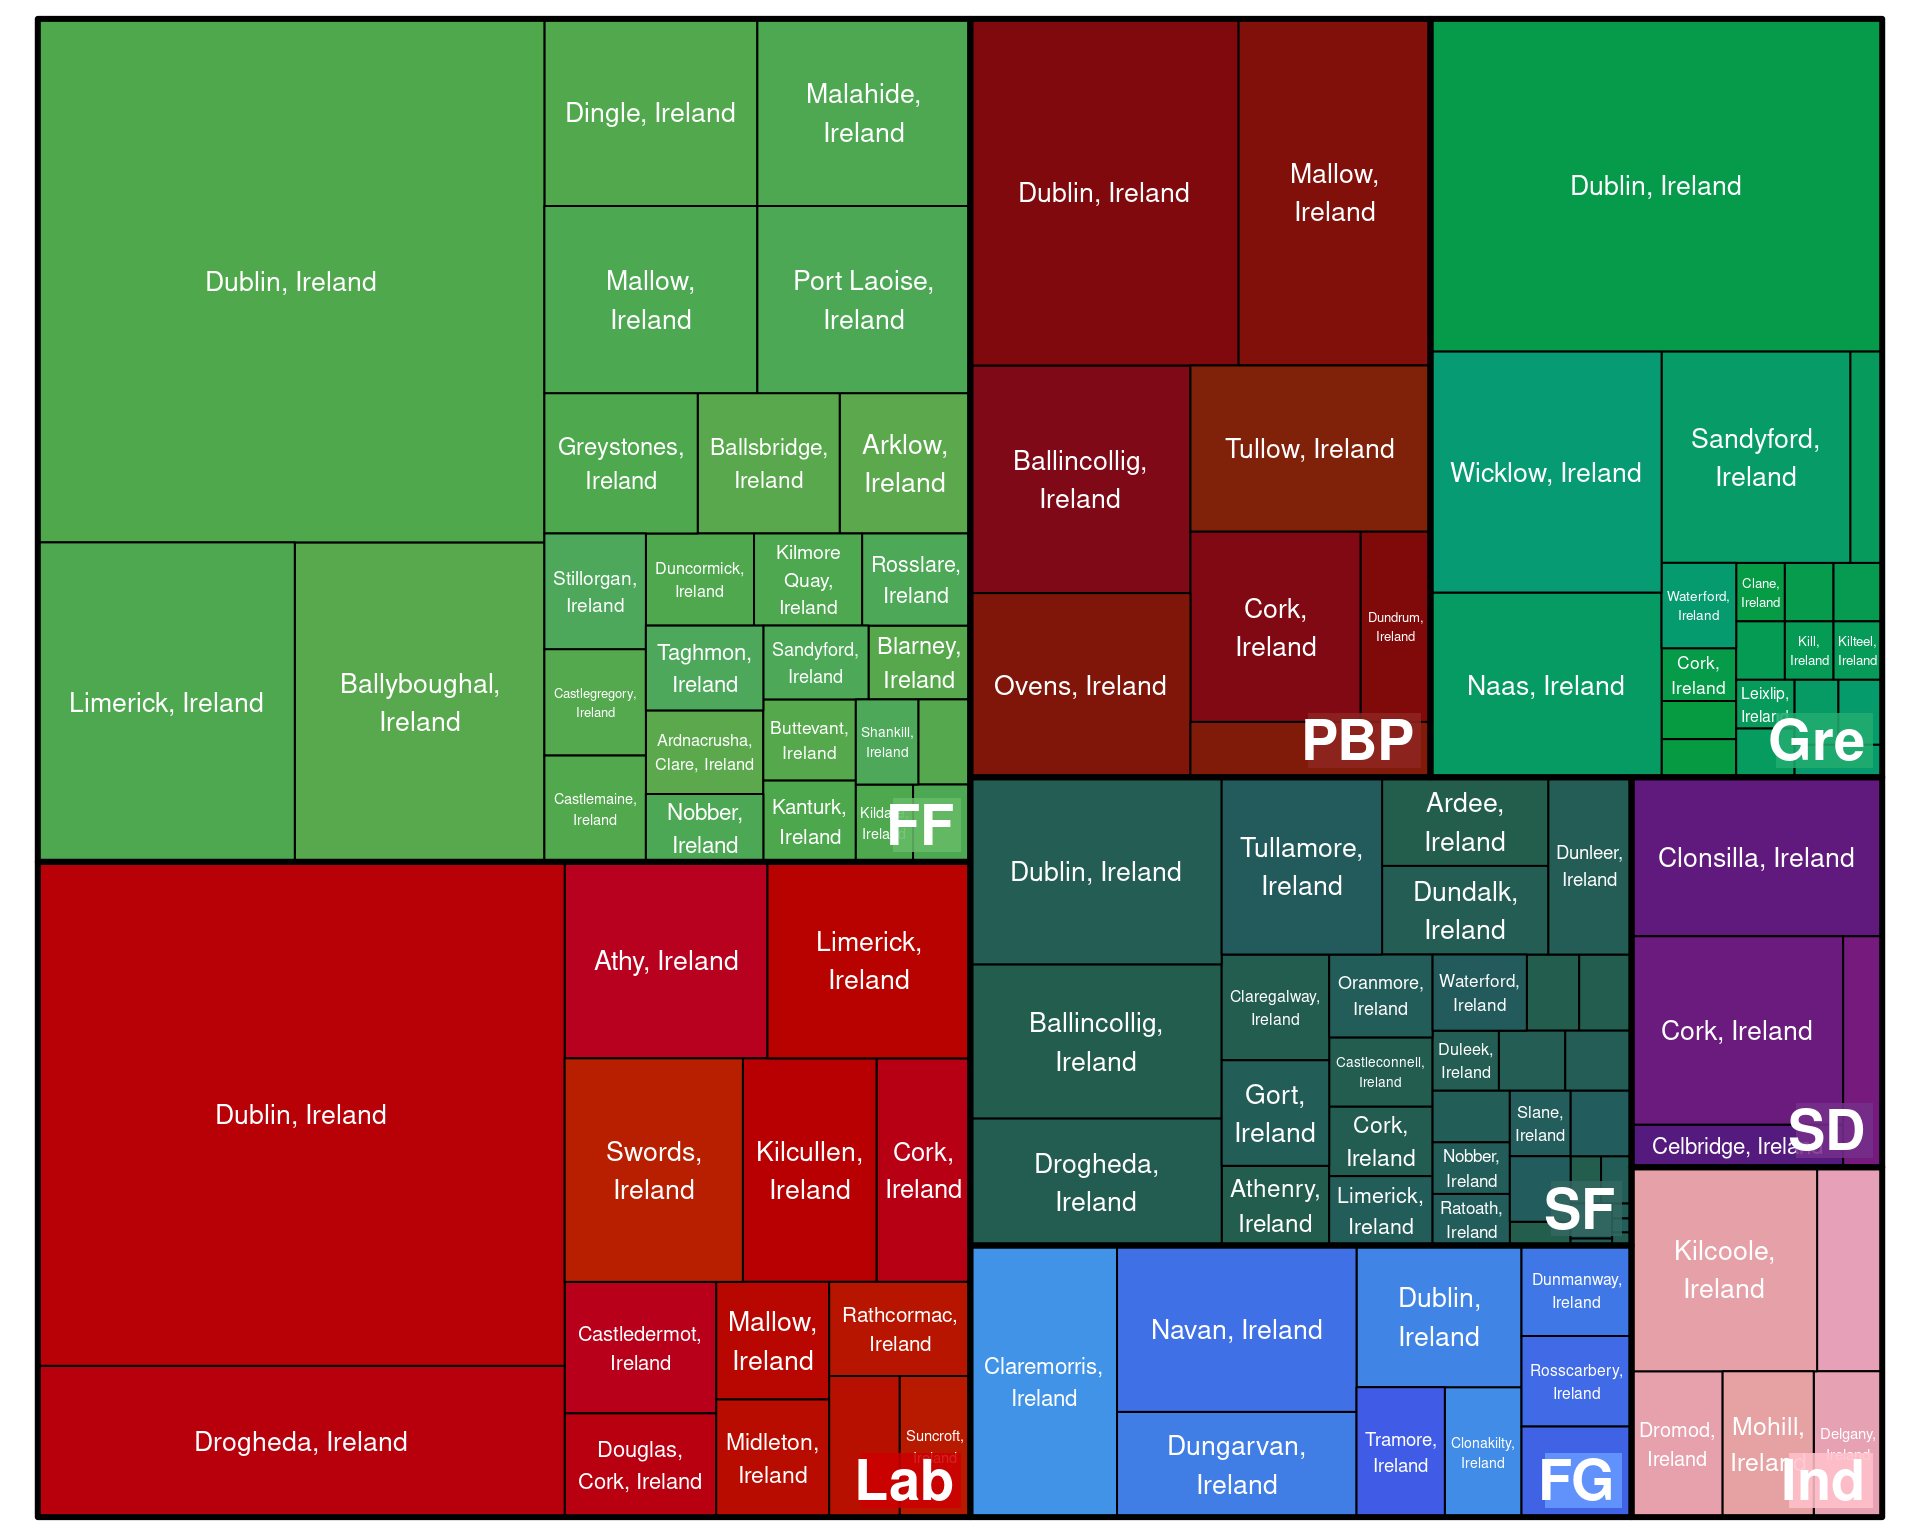 Dublin, Ireland
Dingle, Ireland
Malahide,
Ireland
Mallow,
Ireland
Port Laoise,
Ireland
Greystones,
Ireland
Ballsbridge,
Ireland
Arklow,
Ireland
Limerick, Ireland
Ballyboughal,
Ireland
Stillorgan,
Ireland
Castlegregory,
Ireland
Castlemaine,
Ireland
Duncormick,
Ireland
Kilmore
Quay,
Ireland
Rosslare,
Ireland
Taghmon,
Ireland
Sandyford,
Ireland
Blarney,
Ireland
Ardnacrusha,
Clare, Ireland
Buttevant,
Ireland
Shankill,
Ireland
Nobber,
Ireland
Kanturk,
Ireland
FF
Dublin, Ireland
Drogheda, Ireland
Athy, Ireland
Limerick,
Ireland
Swords,
Ireland
Kilcullen,
Ireland
Cork,
Ireland
Castledermot,
Ireland
Mallow,
Ireland
Rathcormac,
Ireland
Douglas,
Cork, Ireland
Midleton,
Ireland
Suncroft,
Ireland
Lab
Dublin, Ireland
Mallow,
Ireland
Ballincollig,
Ireland
Tullow, Ireland
Ovens, Ireland
Cork,
Ireland
Dundrum,
Ireland
PBP
Dublin, Ireland
Wicklow, Ireland
Sandyford,
Ireland
Naas, Ireland
Waterford,
Ireland
Clane,
Ireland
Cork,
Ireland
Kill,
Ireland
Kilteel,
Ireland
Leixlip,
Ireland
Gre
Dublin, Ireland
Tullamore,
Ireland
Ardee,
Ireland
Dundalk,
Ireland
Dunleer,
Ireland
Ballincollig,
Ireland
Drogheda,
Ireland
Claregalway,
Ireland
Oranmore,
Ireland
Waterford,
Ireland
Gort,
Ireland
Castleconnell,
Ireland
Cork,
Ireland
Athenry,
Ireland
Limerick,
Ireland
Duleek,
Ireland
Slane,
Ireland
Nobber,
Ireland
Ratoath,
Ireland
SF
Clonsilla, Ireland
Cork, Ireland
Celbridge, Ireland
SD
Claremorris,
Ireland
Navan, Ireland
Dungarvan,
Ireland
Dublin,
Ireland
Tramore,
Ireland
Clonakilty,
Ireland
Dunmanway,
Ireland
Rosscarbery,
Ireland
FG
Kilcoole,
Ireland
Dromod,
Ireland
Mohill,
Ireland
Delgany,
Ireland
Ind